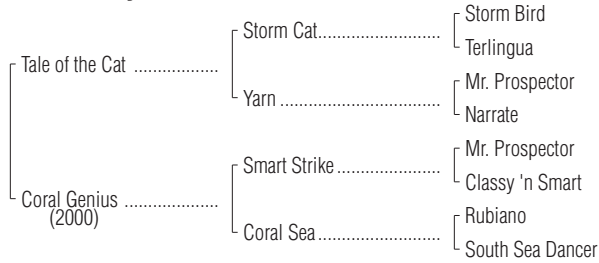 Storm Bird
Storm Cat
Terlingua
Tale of the Cat
Mr. Prospector
Yarn
Narrate
Mr. Prospector
Smart Strike
Classy 'n Smart
Coral Genius
(2000)
Rubiano
Coral Sea
South Sea Dancer